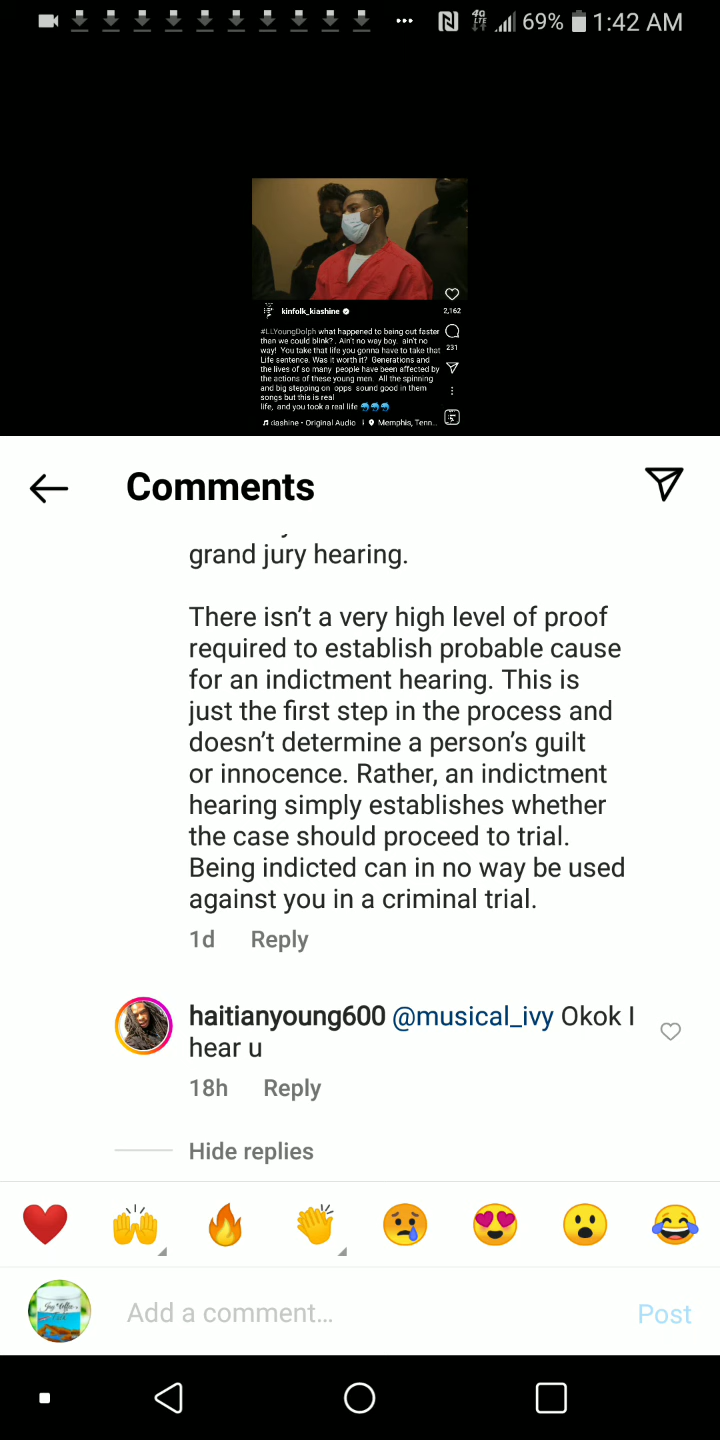 4G
LTE
69%
1:42 AM
kinfolk_kiashine
2,162
#LLYoungDolph what happened to being out faster
than we could blink? . Ain't no way boy. ain't no
way! You take that life you gonna have to take that
Life sentence. Was it worth it? Generations and
the lives of so many people have been affected by
the actions of these young men. All the spinning
and big stepping on opps sound good in them
songs but this is real
life, and you took a real life
231
dashine • Original Audio
Memphis, Tenn...
Comments
grand jury hearing.
There isn't a very high level of proof
required to establish probable cause
for an indictment hearing. This is
just the first step in the process and
doesn't determine a person's guilt
or innocence. Rather, an indictment
hearing simply establishes whether
the case should proceed to trial.
Being indicted can in no way be used
against you in a criminal trial.
1d Reply
haitianyoung600 @musical_ivy Okok I
hear u
18h Reply
Hide replies
Add a comment...
Post